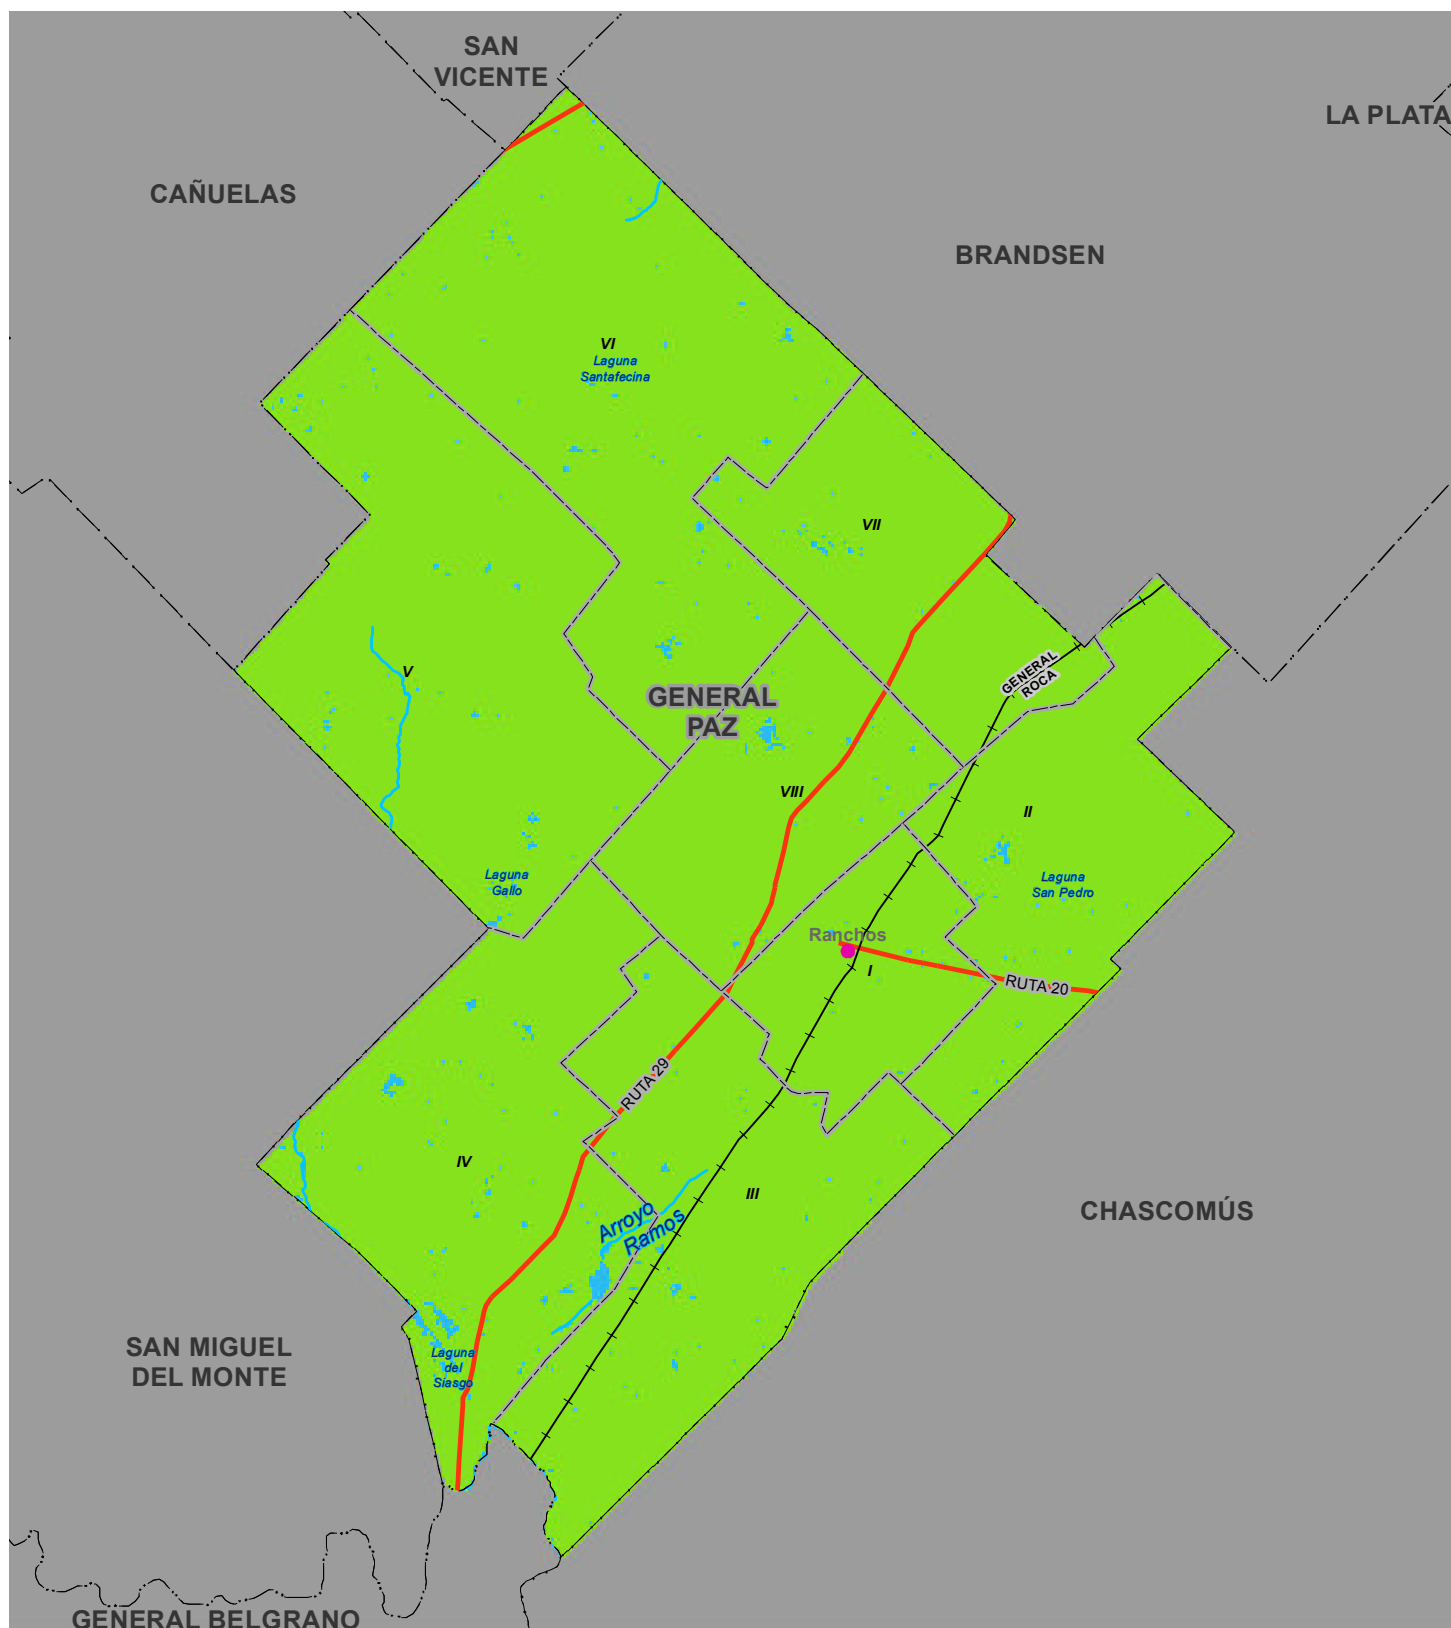 SAN
VICENTE
LA PLATA
CAÑUELAS
BRANDSEN
VI
Laguna
Santafecina
VII
GENERAL
ROCA
V
GENERAL
PAZ
VIII
II
Laguna
Gallo
Laguna
San Pedro
Ranchos
I
RUTA 20
RUTA 29
IV
III
Arroyo
Ramos
CHASCOMÚS
SAN MIGUEL
DEL MONTE
Laguna
del
Siasgo
GENERAL BELGRANO